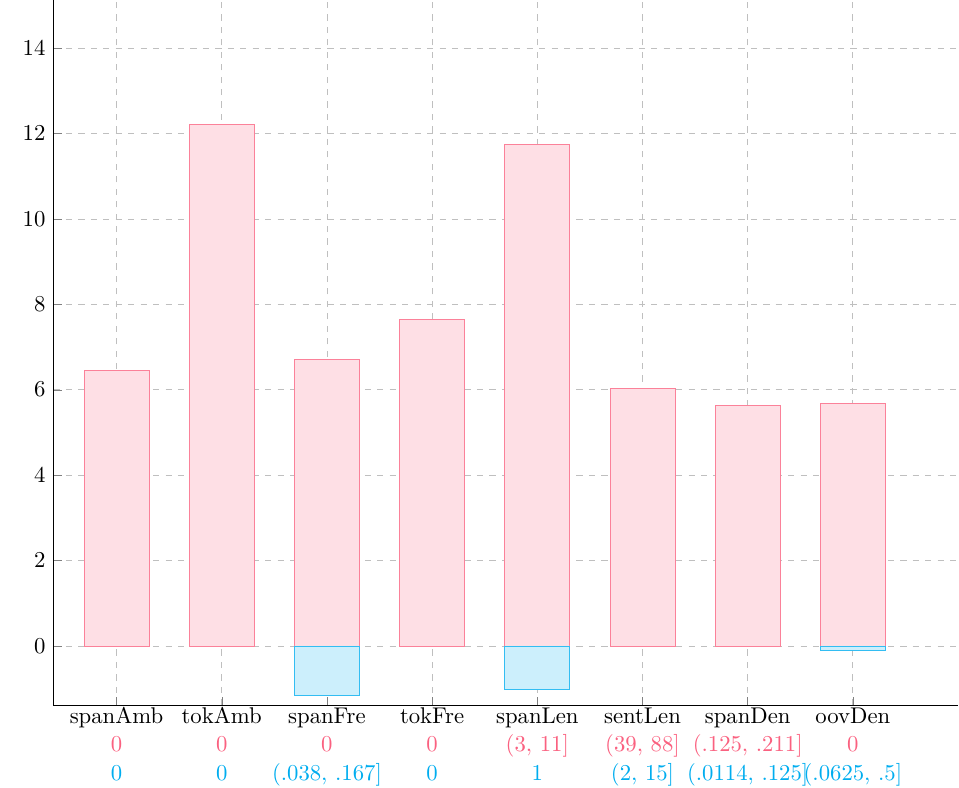 14
12
10
8
6
4
2
0
spanAmb tokAmb spanFre tokFre spanLen sentLen spanDen oovDen
0 0 0 0 (3, 11] (39, 88] (.125, .211] 0
0 0 (.038, .167] 0 1 (2, 15] (.0114, .125] (.0625, .5]